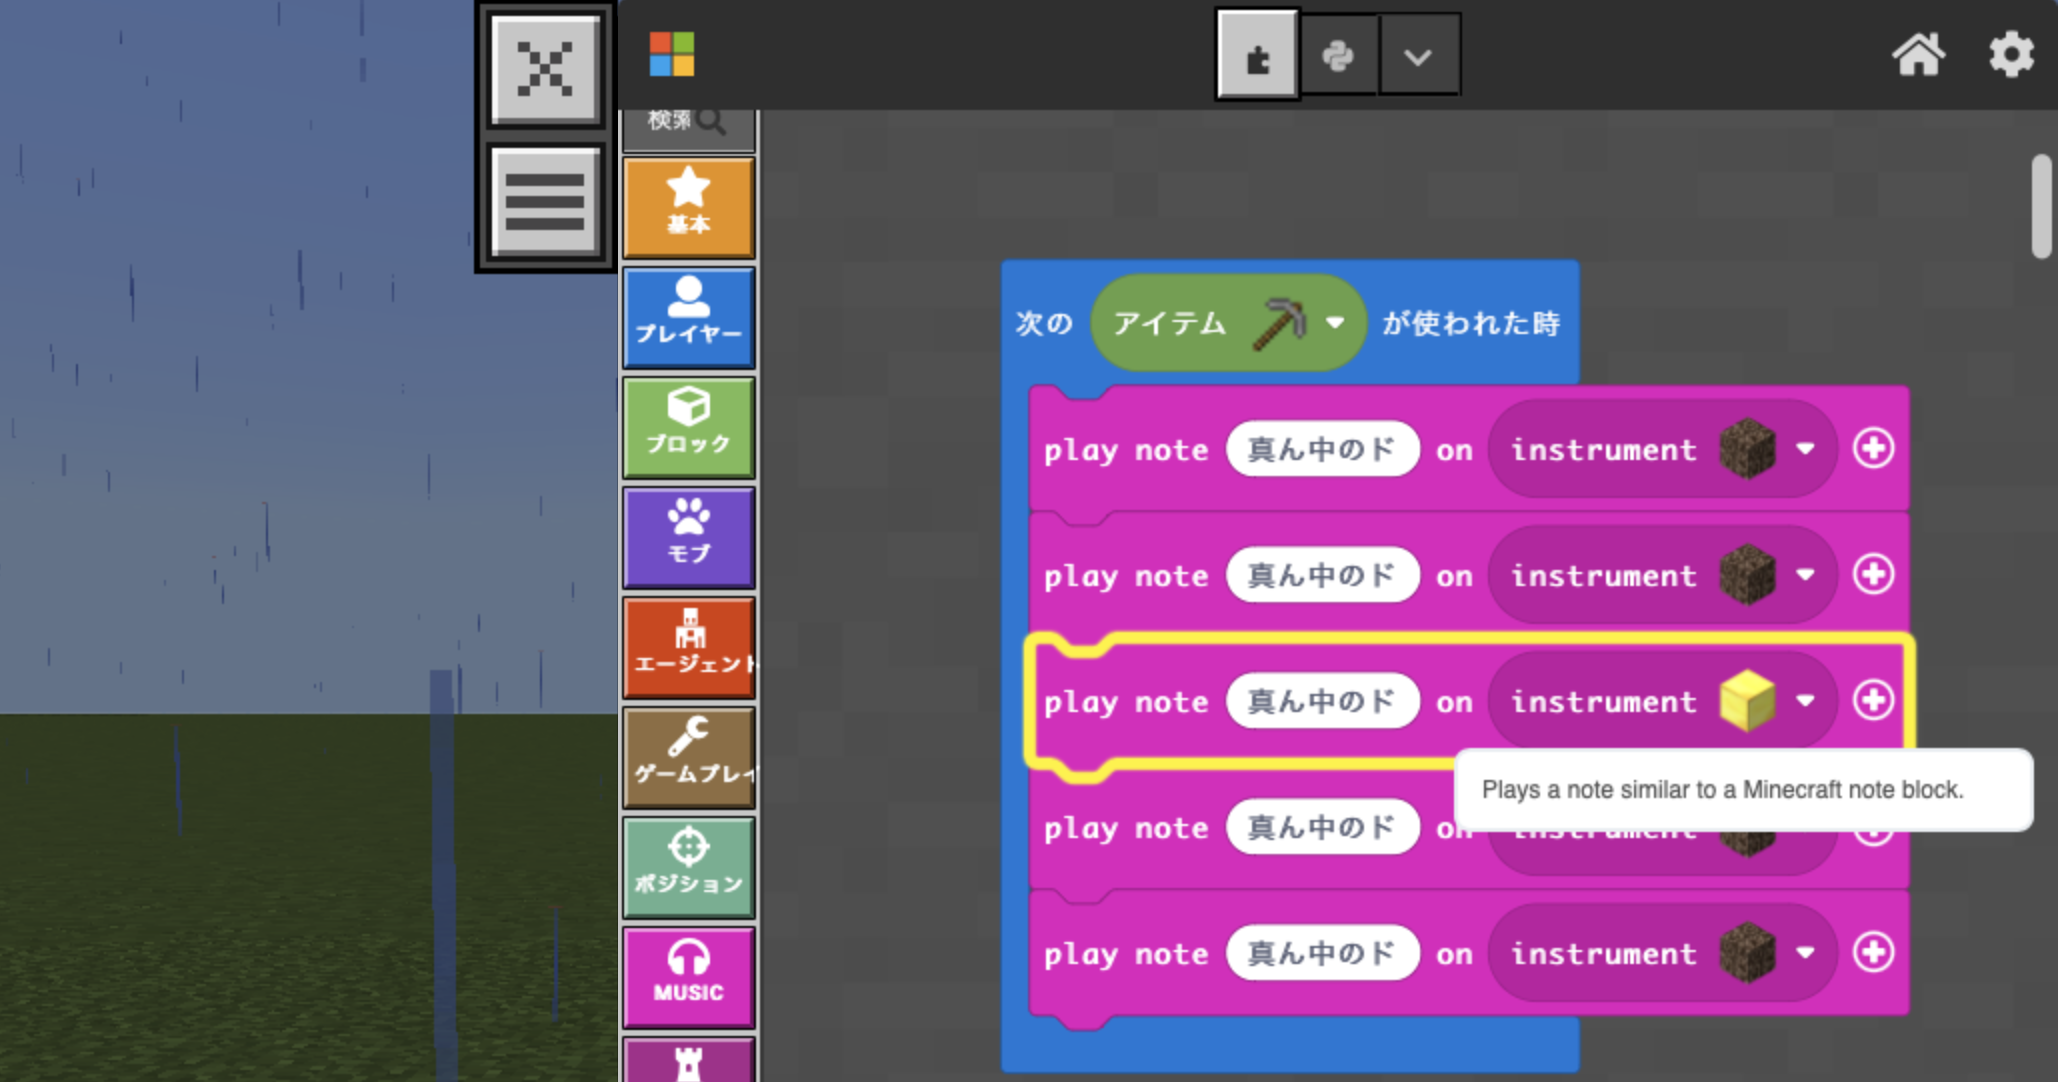 検索
基本
プレイヤー
ブロック
モブ
エージェント
ゲームプレイ
ポジション
MUSIC
次の アイテム が使われた時
play note 真ん中のド on instrument
play note 真ん中のド on instrument
play note 真ん中のド on instrument
Plays a note similar to a Minecraft note block.
play note 真ん中のド on instrument
play note 真ん中のド on instrument